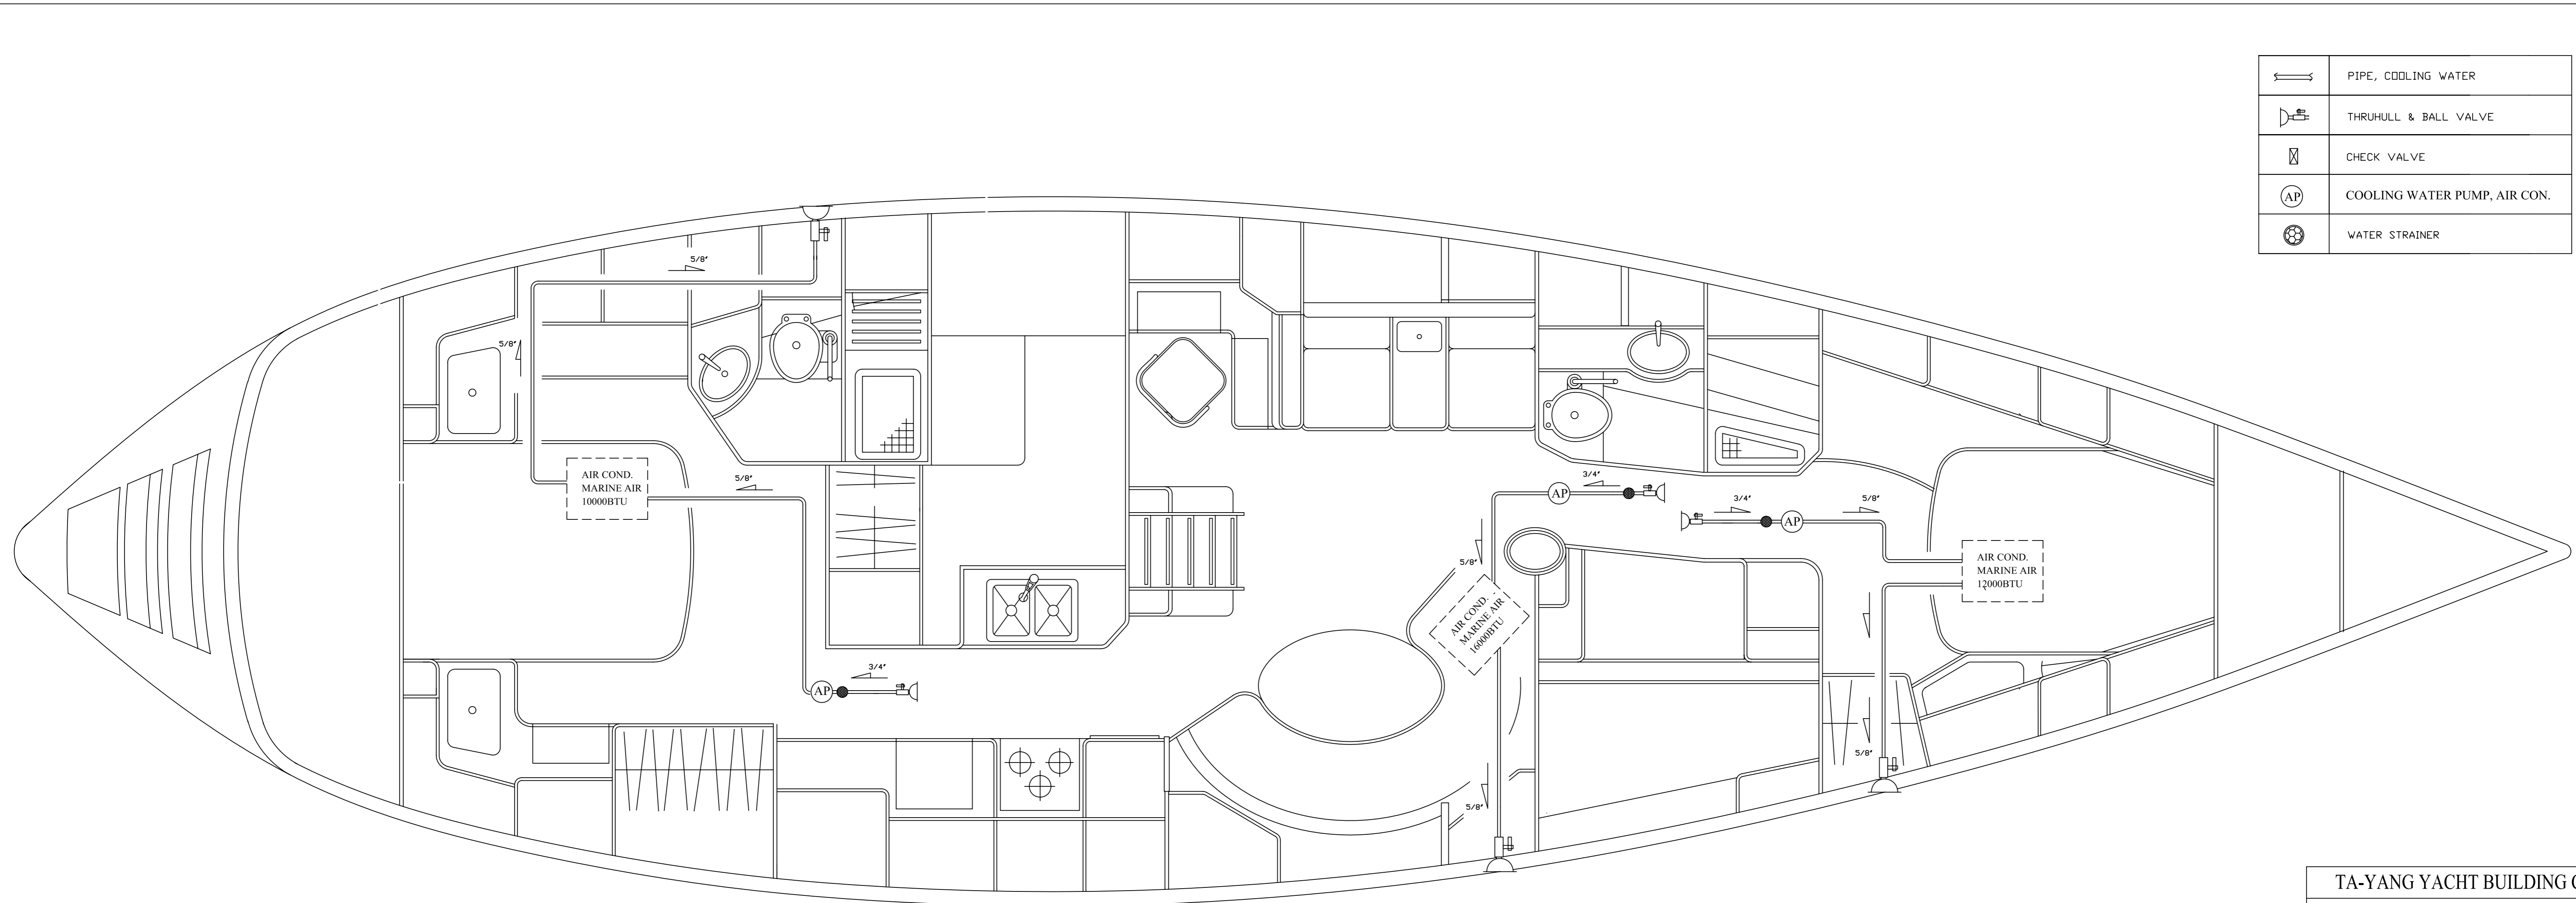 PIPE, COOLING WATER
THRUHULL & BALL VALVE
CHECK VALVE
AP
COOLING WATER PUMP, AIR CON.
WATER STRAINER
5/8"
5/8"
AIR COND.
MARINE AIR
10000BTU
5/8"
AP
3/4"
AP
3/4"
5/8"
AIR COND.
MARINE AIR
16000BTU
5/8"
3/4"
AP
5/8"
AIR COND.
MARINE AIR
12000BTU
5/8"
TA-YANG YACHT BUILDING